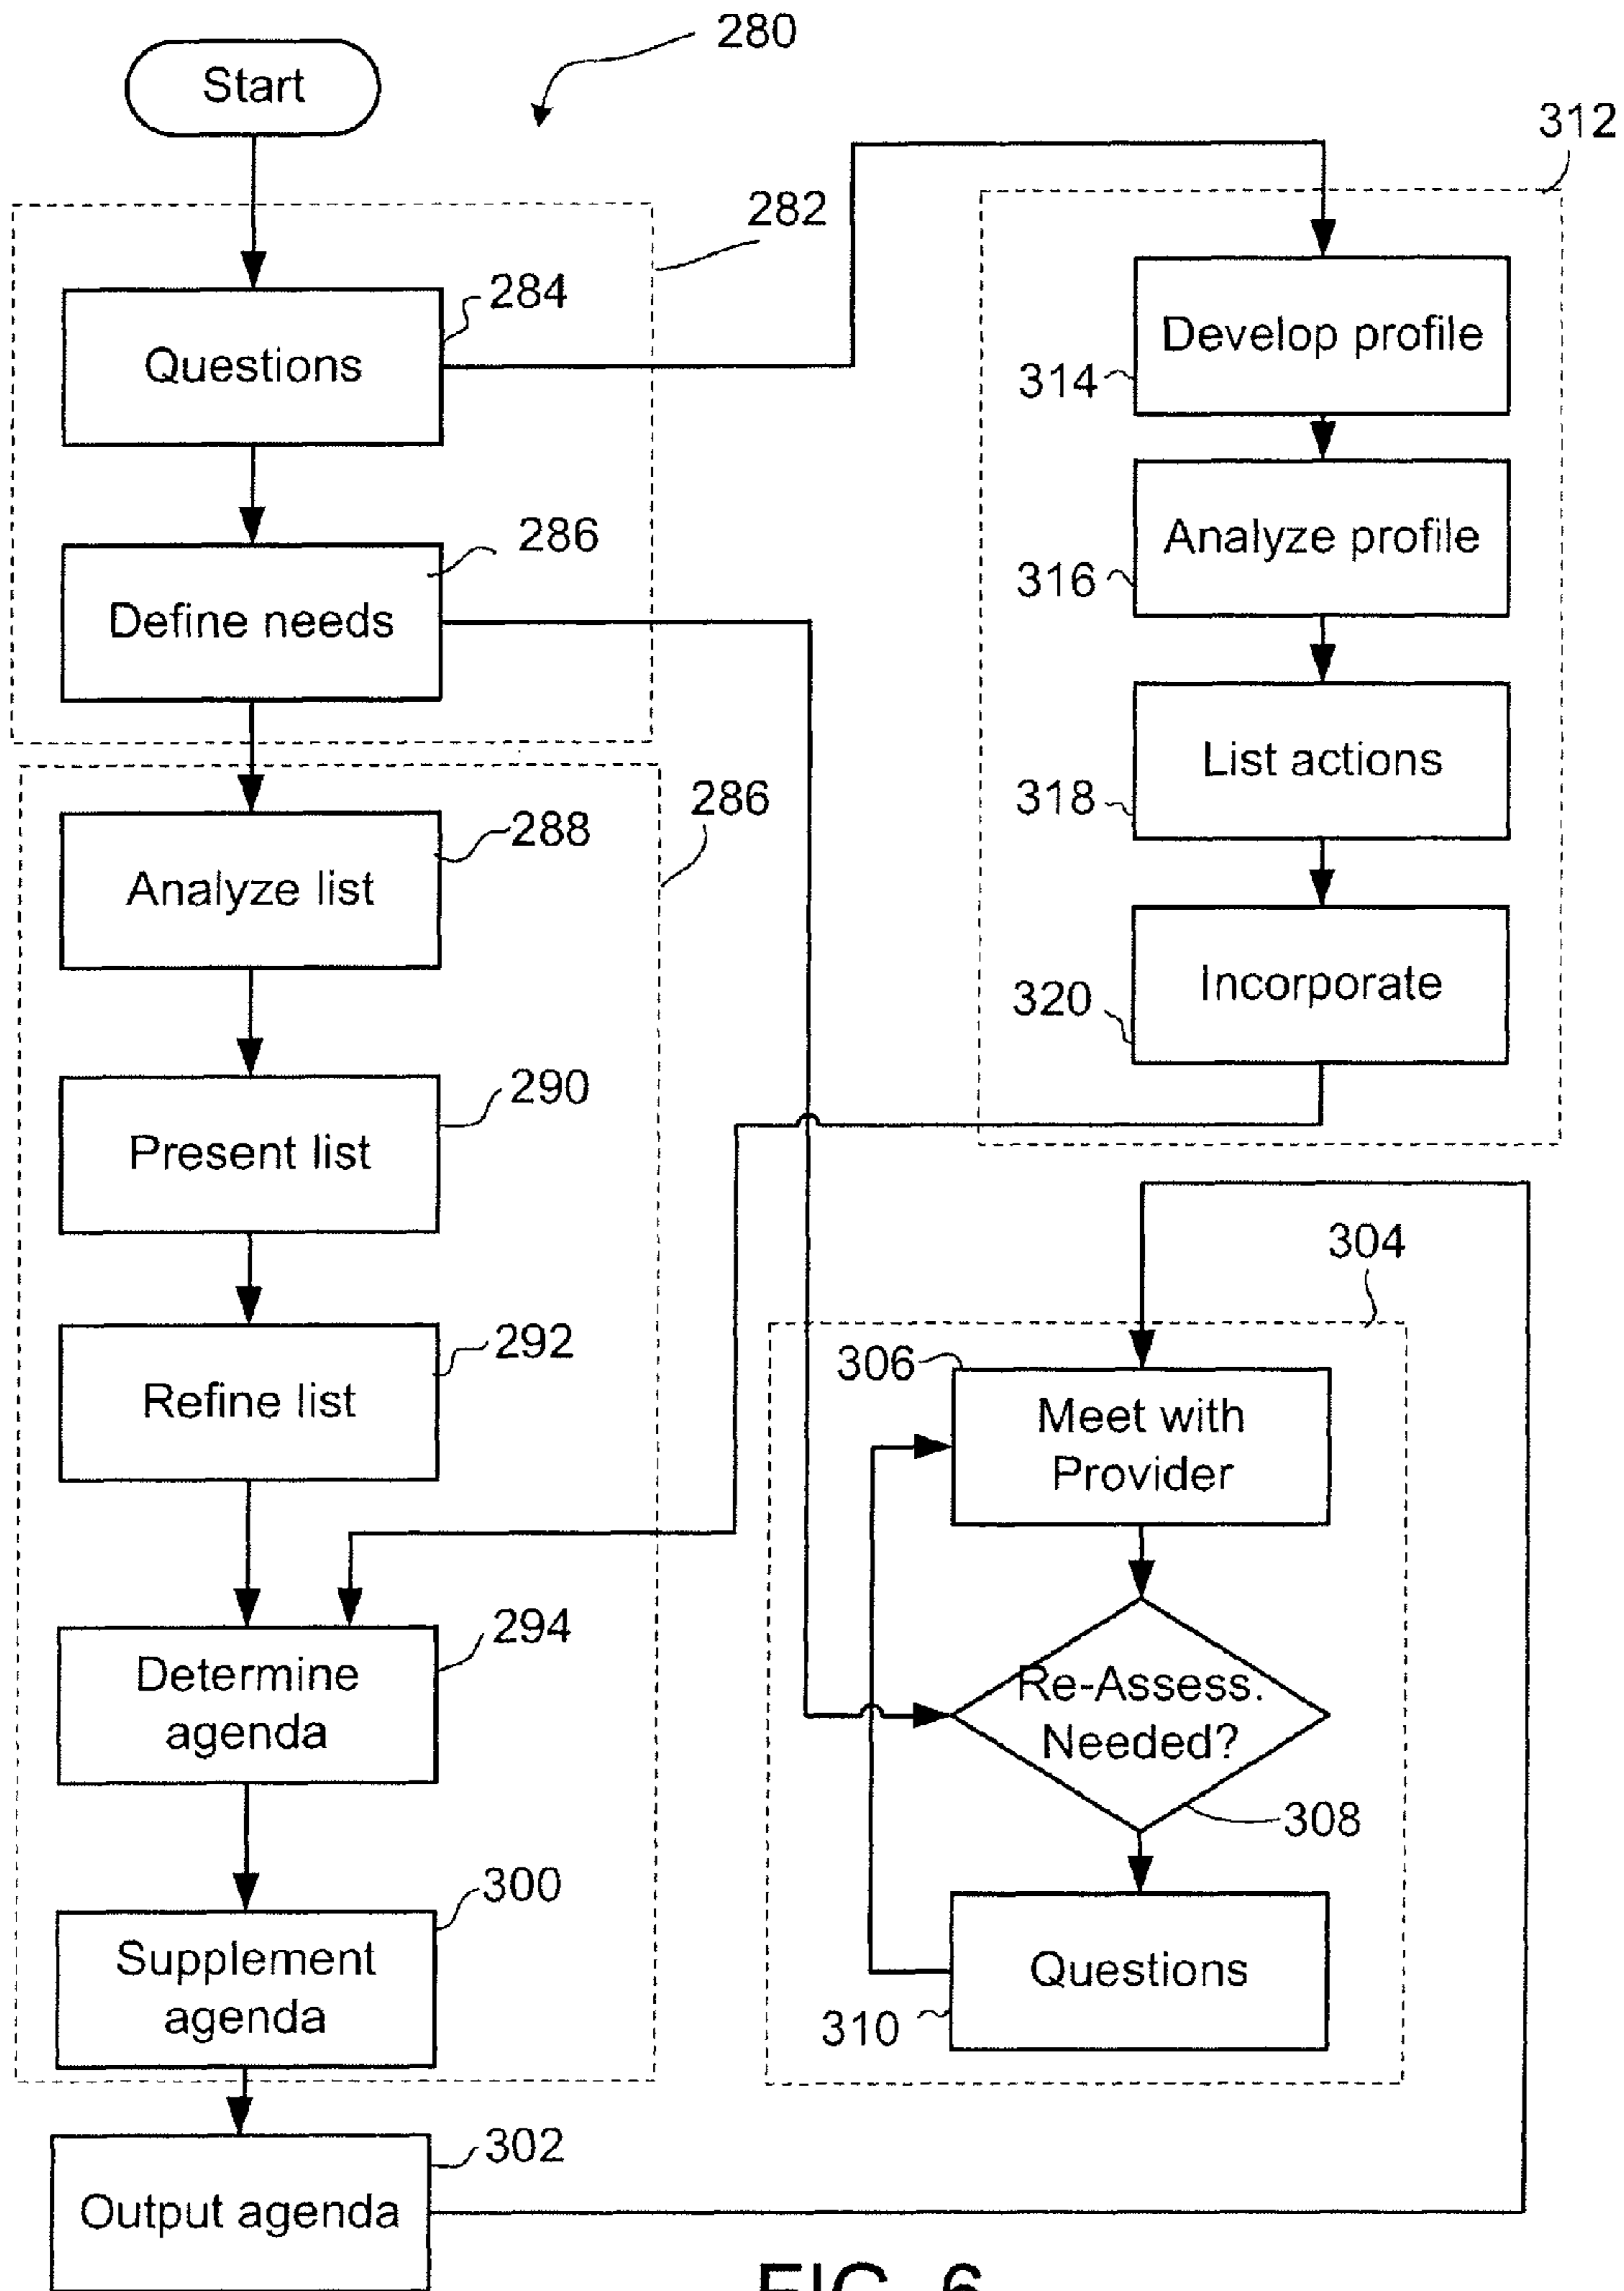 280
Start
312
282
284
Questions
Develop profile
314
286
Define needs
Analyze profile
316
286
288
Analyze list
List actions
318
290
Present list
Incorporate
320
304
292
Refine list
306
Meet with
Provider
294
Determine
agenda
Re-Assess.
Needed?
308
300
Supplement
agenda
Questions
310
302
Output agenda
FIG. 6